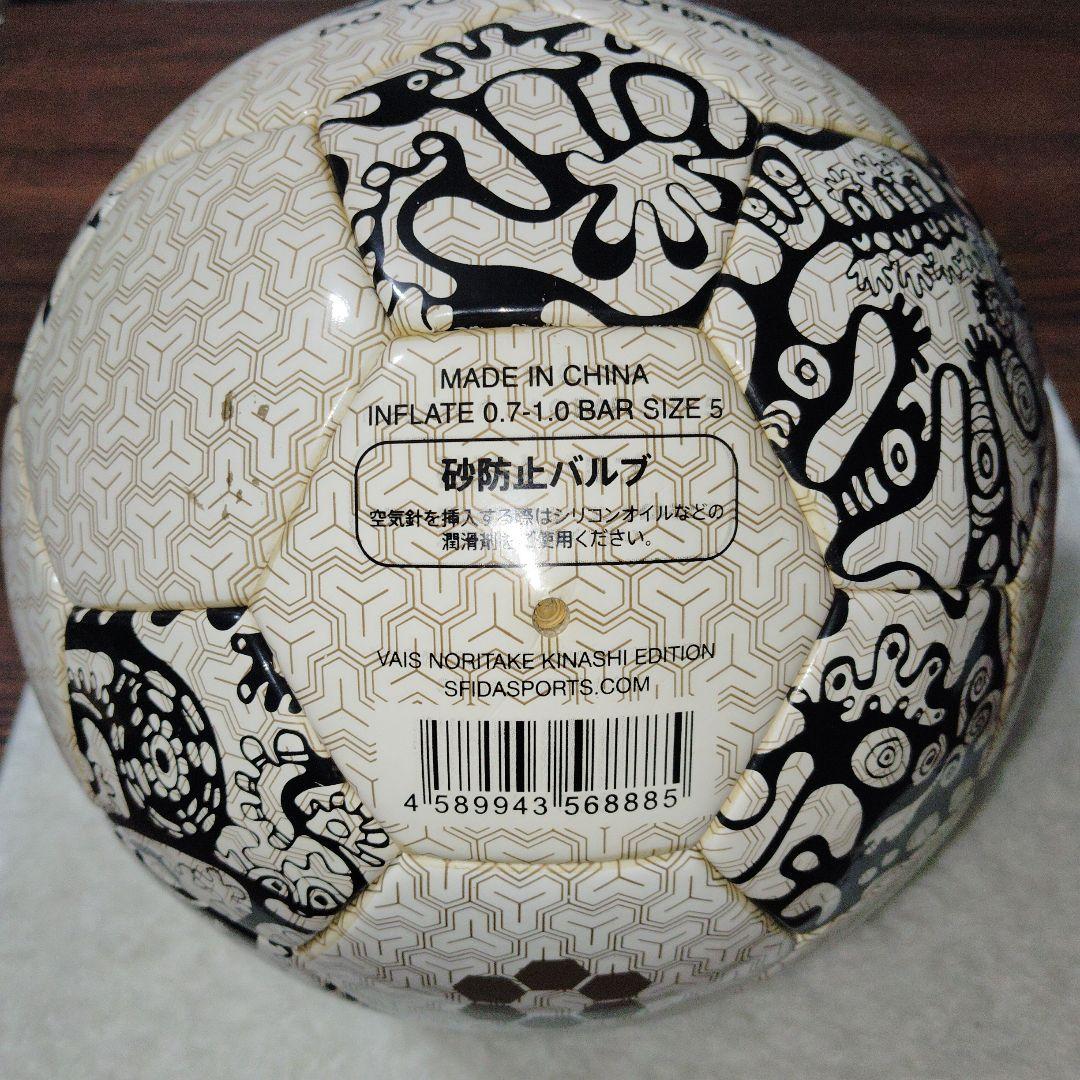 MADE IN CHINA
INFLATE 0.7-1.0 BAR SIZE 5
砂防止バルブ
空気針を挿入する際はシリコンオイルなどの
潤滑剤をご使用ください。
VAIS NORITAKE KINASHI EDITION
SFIDASPORTS.COM
4 589943 568885